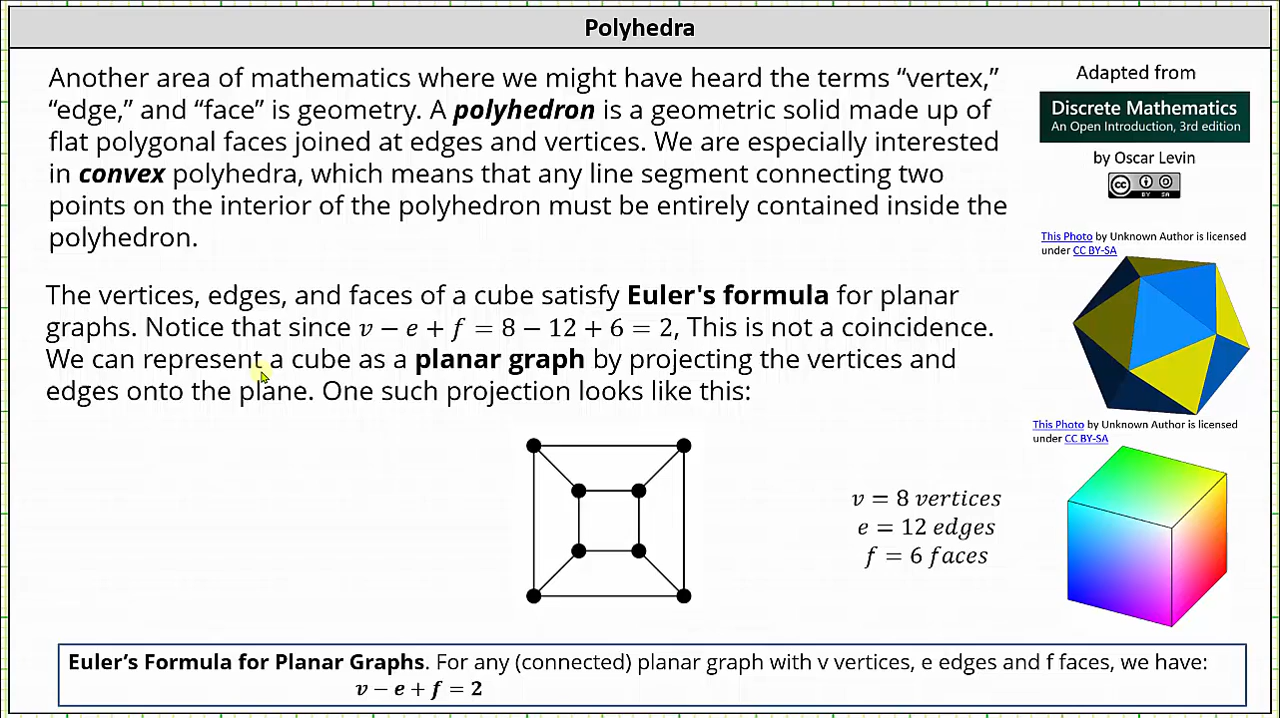 Polyhedra
Another area of mathematics where we might have heard the terms “vertex,”
“edge,” and “face” is geometry. A polyhedron is a geometric solid made up of
flat polygonal faces joined at edges and vertices. We are especially interested
in convex polyhedra, which means that any line segment connecting two
points on the interior of the polyhedron must be entirely contained inside the
polyhedron.
The vertices, edges, and faces of a cube satisfy Euler's formula for planar
graphs. Notice that since v − e + f = 8 − 12 + 6 = 2, This is not a coincidence.
We can represent a cube as a planar graph by projecting the vertices and
edges onto the plane. One such projection looks like this:
Adapted from
Discrete Mathematics
An Open Introduction, 3rd edition
by Oscar Levin
cc
BY SA
This Photo by Unknown Author is licensed
under CC BY-SA
This Photo by Unknown Author is licensed
under CC BY-SA
v = 8 vertices
e = 12 edges
f = 6 faces
Euler’s Formula for Planar Graphs. For any (connected) planar graph with v vertices, e edges and f faces, we have:
v − e + f = 2